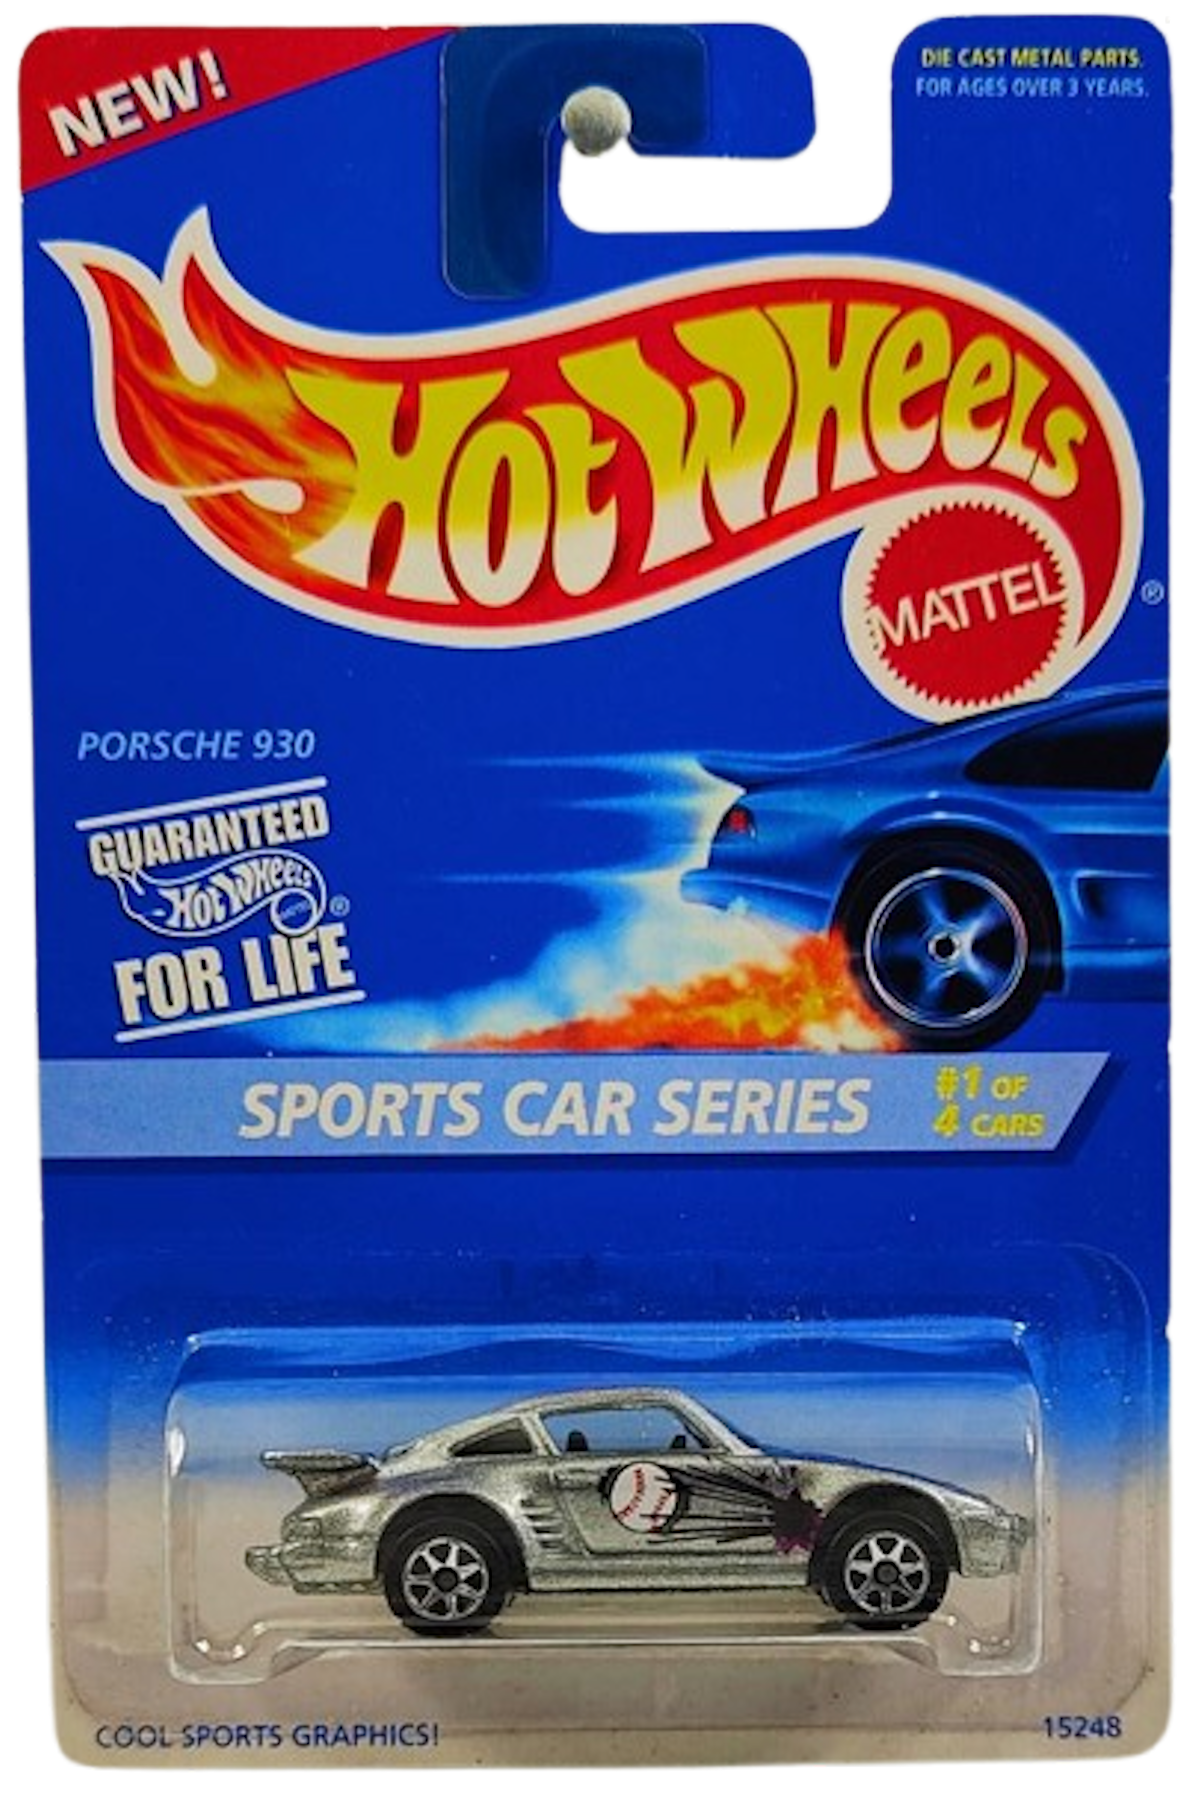 NEW!
DIE CAST METAL PARTS.
FOR AGES OVER 3 YEARS.
HOT WHEELS
MATTEL
®
PORSCHE 930
GUARANTEED
HOT WHEELS
MATTEL
®
FOR LIFE
SPORTS CAR SERIES
#1 OF
4 CARS
COOL SPORTS GRAPHICS!
15248